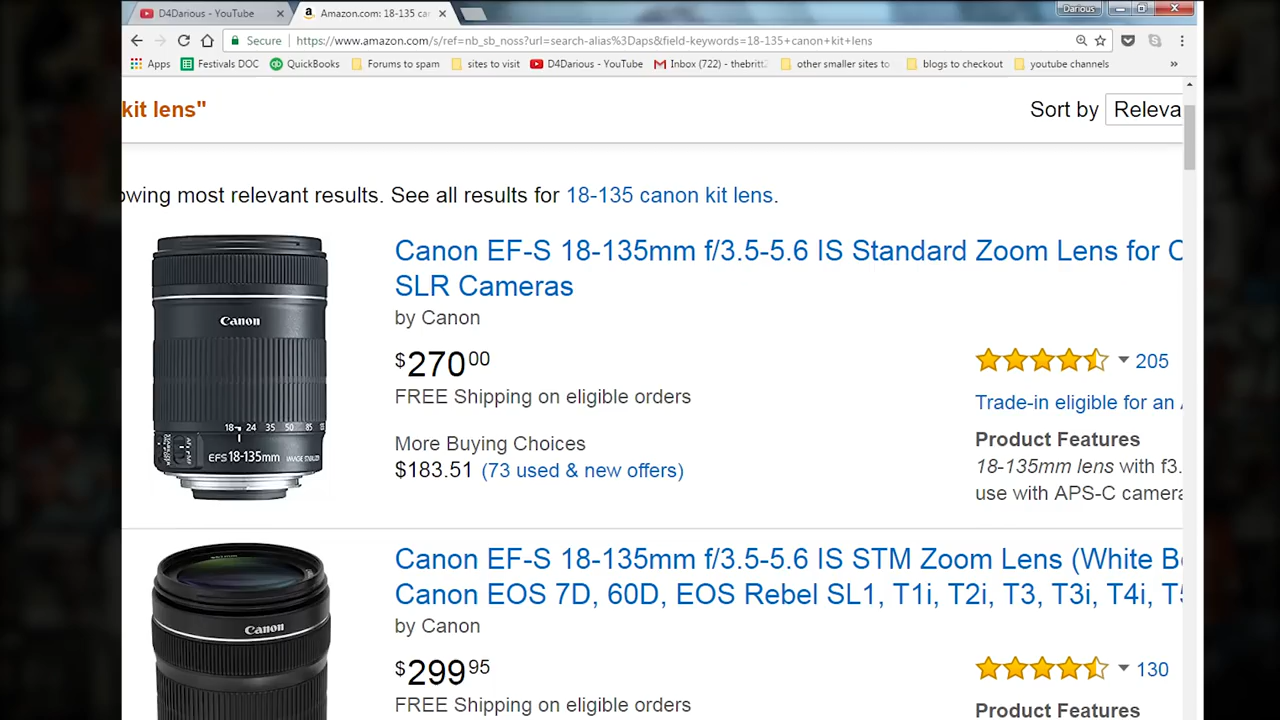 D4Darious - YouTube
Amazon.com: 18-135 ca
Darious
Secure
https://www.amazon.com/s/ref=nb_sb_noss?url=search-alias%3Daps&field-keywords=18-135+canon+kit+lens
Apps
Festivals DOC
QuickBooks
Forums to spam
sites to visit
D4Darious - YouTube
Inbox (722) - thebritt
other smaller sites to
blogs to checkout
youtube channels
»
kit lens"
Sort by Releva
owing most relevant results. See all results for 18-135 canon kit lens.
Canon EF-S 18-135mm f/3.5-5.6 IS Standard Zoom Lens for C
SLR Cameras
by Canon
$270 00
FREE Shipping on eligible orders
More Buying Choices
$183.51 (73 used & new offers)
205
Trade-in eligible for an
Product Features
18-135mm lens with f3.
use with APS-C camera
Canon
18 24 35 50 85
EFS 18-135mm IMAGE STABILIZER
Canon EF-S 18-135mm f/3.5-5.6 IS STM Zoom Lens (White B
Canon EOS 7D, 60D, EOS Rebel SL1, T1i, T2i, T3, T3i, T4i, T5
by Canon
$299 95
FREE Shipping on eligible orders
130
Product Features
Canon